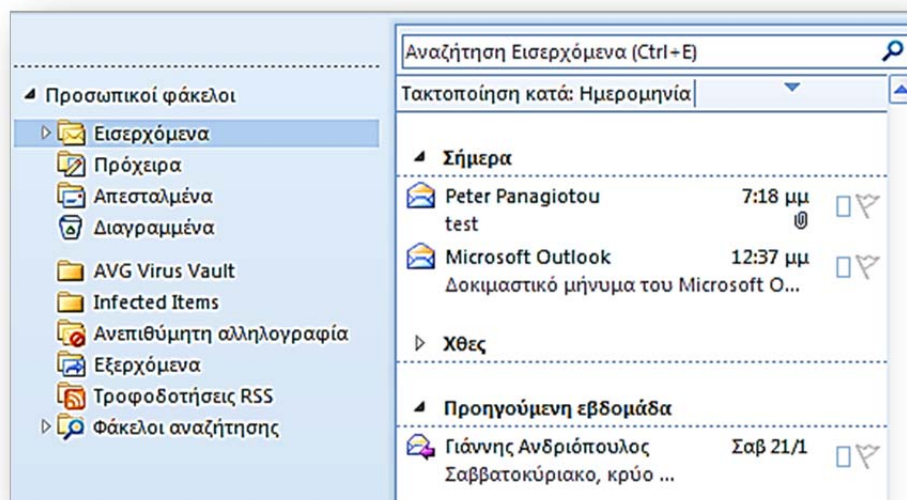 Προσωπικοί φάκελοι
Εισερχόμενα
Πρόχειρα
Απεσταλμένα
Διαγραμμένα
AVG Virus Vault
Infected Items
Ανεπιθύμητη αλληλογραφία
Εξερχόμενα
Τροφοδοτήσεις RSS
Φάκελοι αναζήτησης
Αναζήτηση Εισερχόμενα (Ctrl+E)
Τακτοποίηση κατά: Ημερομηνία
Σήμερα
Peter Panagiotou 7:18 μμ
test
Microsoft Outlook 12:37 μμ
Δοκιμαστικό μήνυμα του Microsoft O...
Χθες
Προηγούμενη εβδομάδα
Γιάννης Ανδριόπουλος Σαβ 21/1
Σαββατοκύριακο, κρύο ...